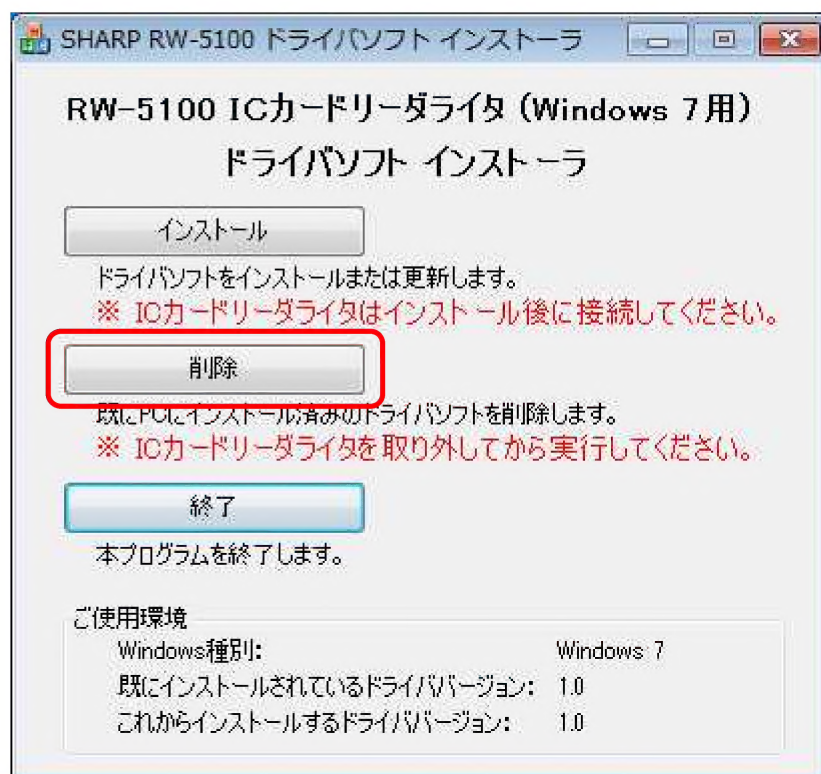 SHARP RW-5100 ドライバソフト インストーラ
RW-5100 ICカードリーダライタ (Windows 7用)
ドライバソフト インストーラ
インストール
ドライバソフトをインストールまたは更新します。
※ ICカードリーダライタはインストール後に接続してください。
削除
既にPCにインストール済みのドライバソフトを削除します。
※ ICカードリーダライタを取り外してから実行してください。
終了
本プログラムを終了します。
ご使用環境
Windows種別: Windows 7
既にインストールされているドライババージョン: 1.0
これからインストールするドライババージョン: 1.0